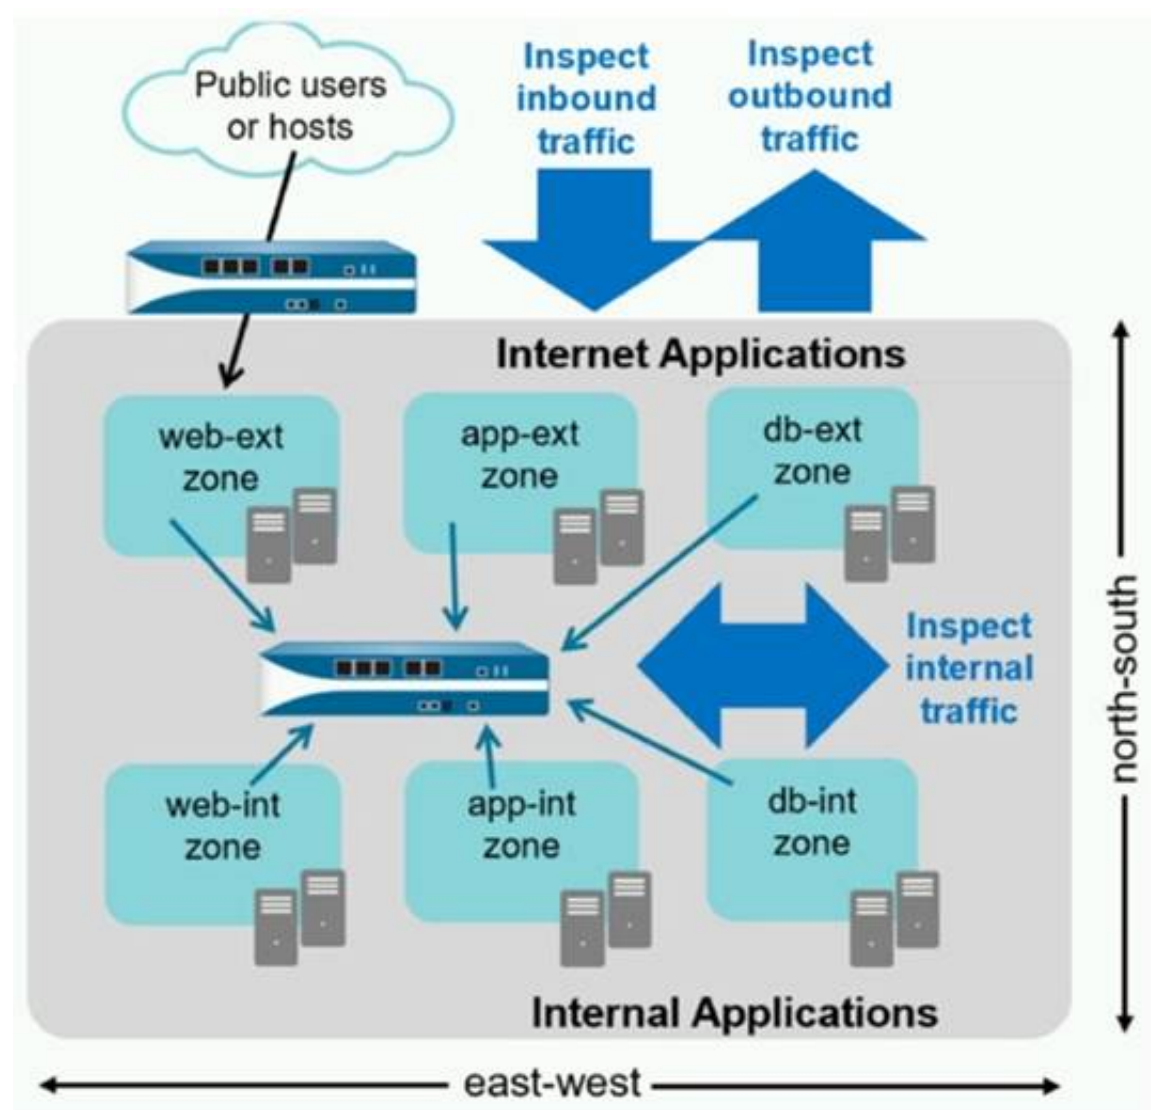 Public users
or hosts
Inspect
inbound
traffic
Inspect
outbound
traffic
Internet Applications
web-ext
zone
app-ext
zone
db-ext
zone
Inspect
internal
traffic
north-south
web-int
zone
app-int
zone
db-int
zone
Internal Applications
east-west